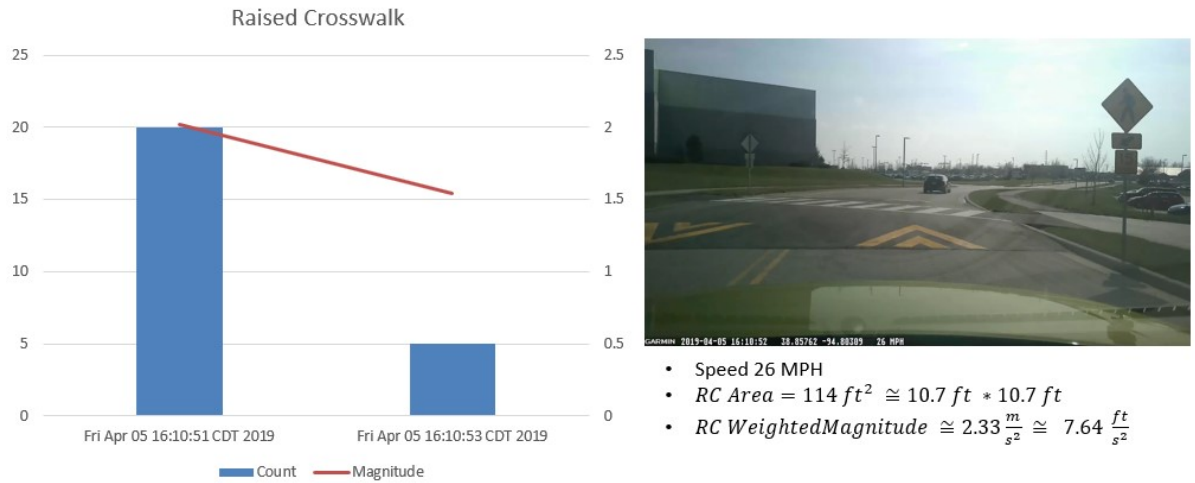 Raised Crosswalk
25
20
15
10
5
0
2.5
2
1.5
1
0.5
0
Fri Apr 05 16:10:51 CDT 2019
Fri Apr 05 16:10:53 CDT 2019
Count
Magnitude
GARMIN 2019-04-05 16:10:52 38.85762 -94.80309 26 MPH
• Speed 26 MPH
• RC Area = 114 ft² ≅ 10.7 ft * 10.7 ft
• RC WeightedMagnitude ≅ 2.33 m/s² ≅ 7.64 ft/s²